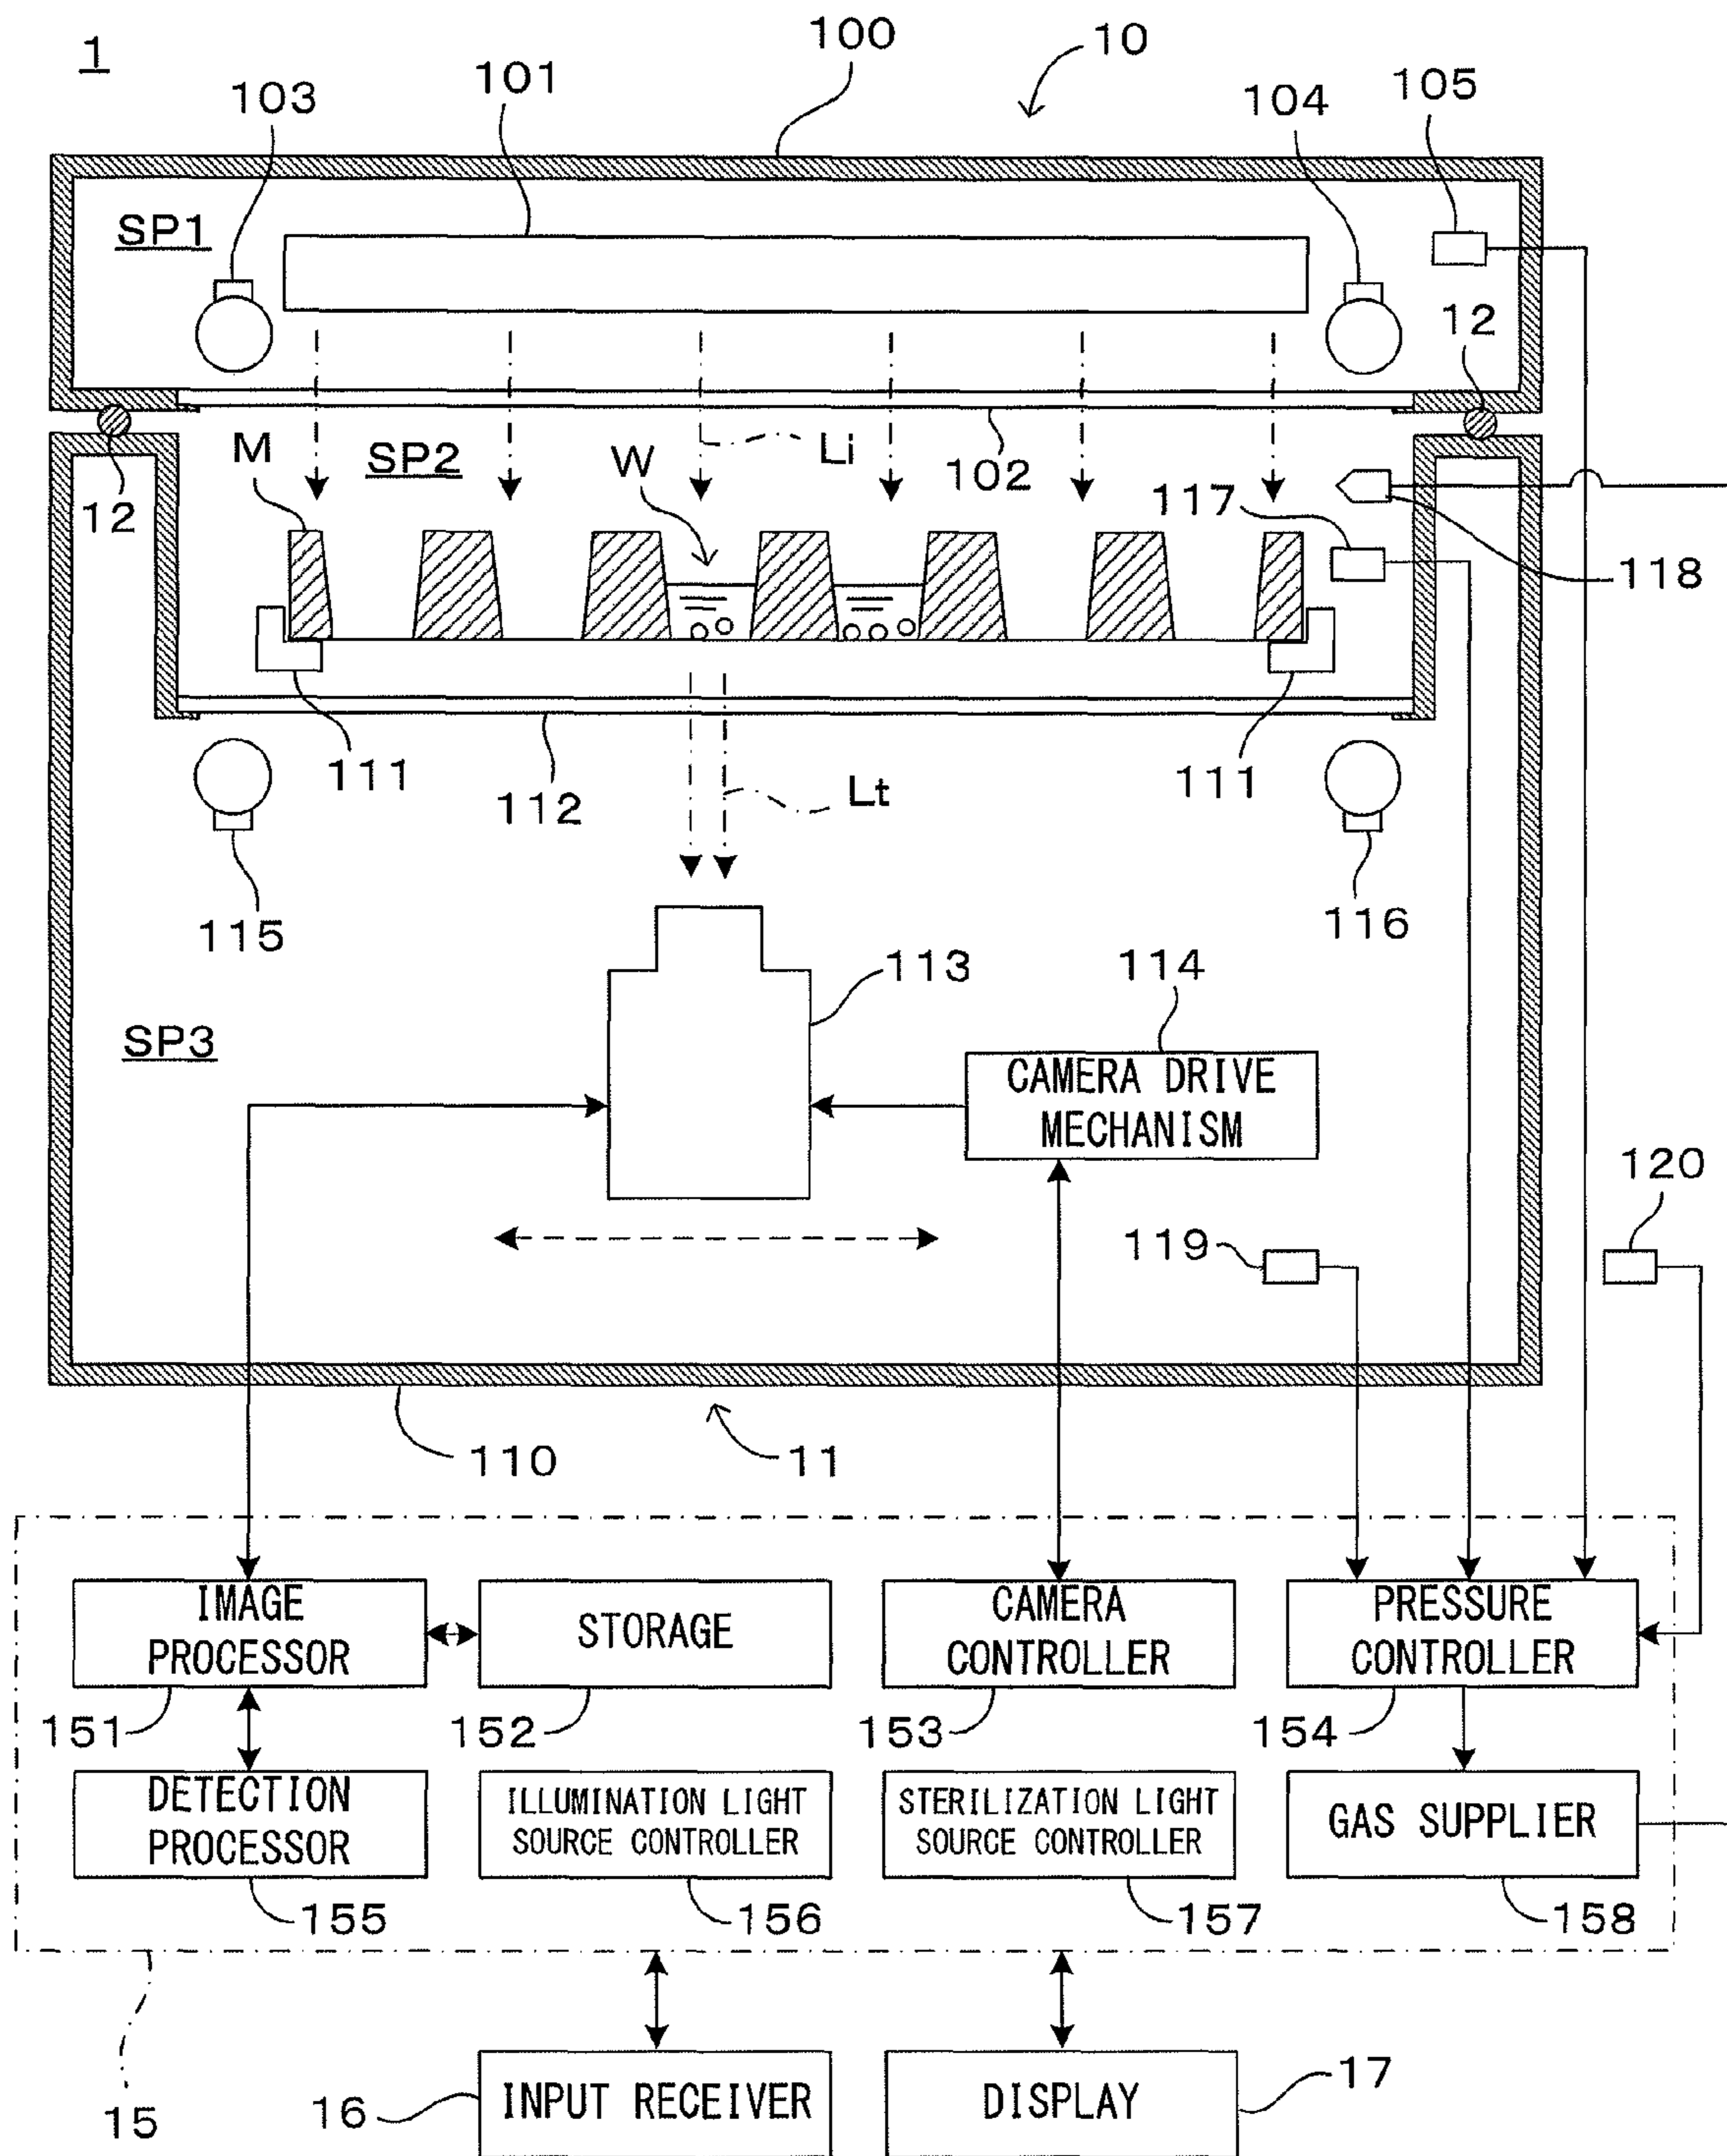 1
100
10
103
101
104
105
SP1
12
M
SP2
W
Li
102
117
12
118
111
112
Lt
111
115
116
113
114
SP3
CAMERA DRIVE
MECHANISM
120
119
110
11
IMAGE
PROCESSOR
STORAGE
CAMERA
CONTROLLER
PRESSURE
CONTROLLER
151
152
153
154
DETECTION
PROCESSOR
ILLUMINATION LIGHT
SOURCE CONTROLLER
STERILIZATION LIGHT
SOURCE CONTROLLER
GAS SUPPLIER
155
156
157
158
15
16
INPUT RECEIVER
DISPLAY
17